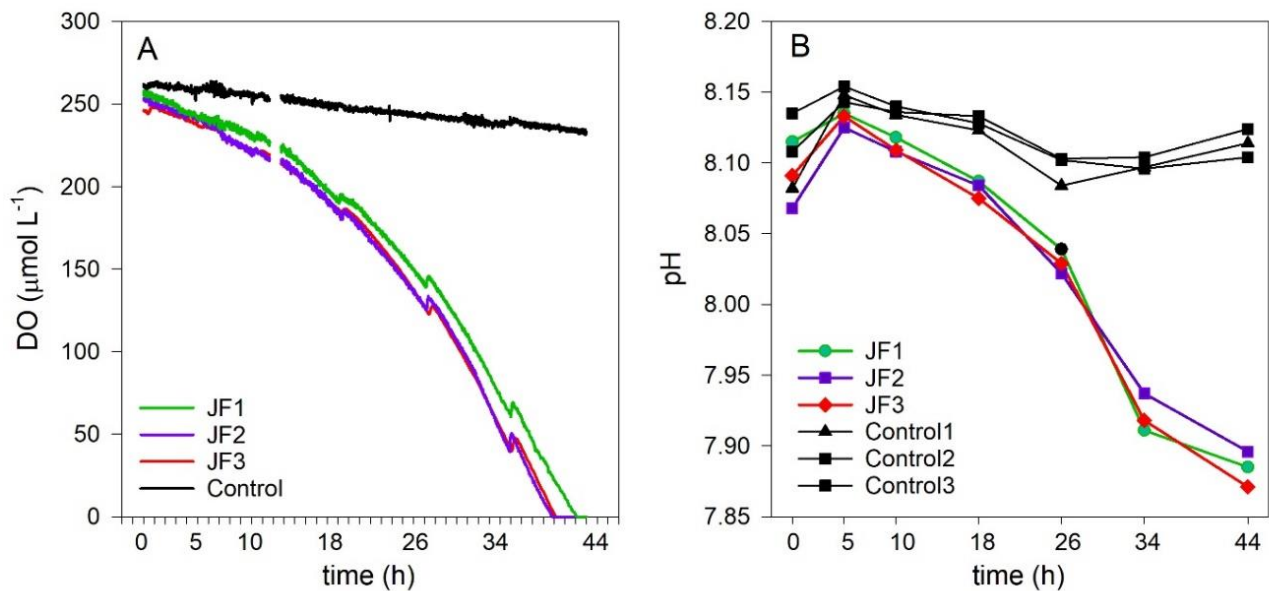 A
300
250
200
150
100
50
0
DO (μmol L-1)
JF1
JF2
JF3
Control
0 5 10 18 26 34 44
time (h)
B
8.20
8.15
8.10
8.05
8.00
7.95
7.90
7.85
pH
JF1
JF2
JF3
Control1
Control2
Control3
0 5 10 18 26 34 44
time (h)